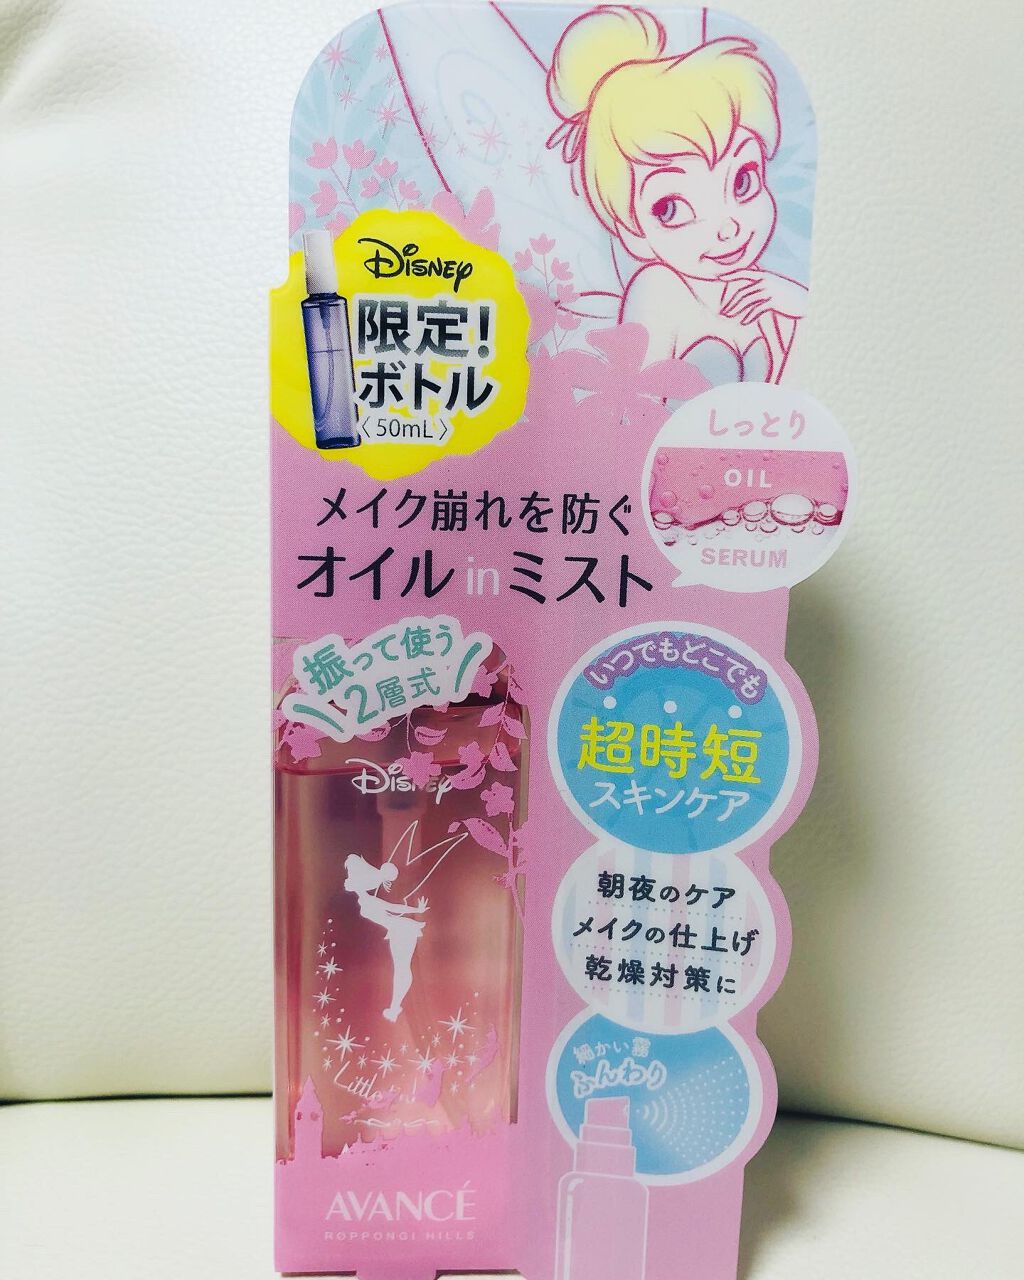 Disney
限定!
ボトル
〈50mL〉
しっとり
OIL
SERUM
メイク崩れを防ぐ
オイルinミスト
振って使う
2層式
いつでもどこでも
超時短
スキンケア
Disney
朝夜のケア
メイクの仕上げ
乾燥対策に
細かい霧
ふんわり
Little
AVANCÉ
ROPPONGI HILLS